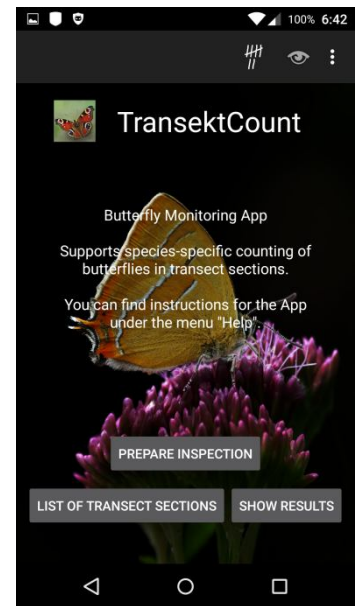 100% 6:42
TransektCount
Butterfly Monitoring App
Supports species-specific counting of
butterflies in transect sections.
You can find instructions for the App
under the menu "Help".
PREPARE INSPECTION
LIST OF TRANSECT SECTIONS
SHOW RESULTS